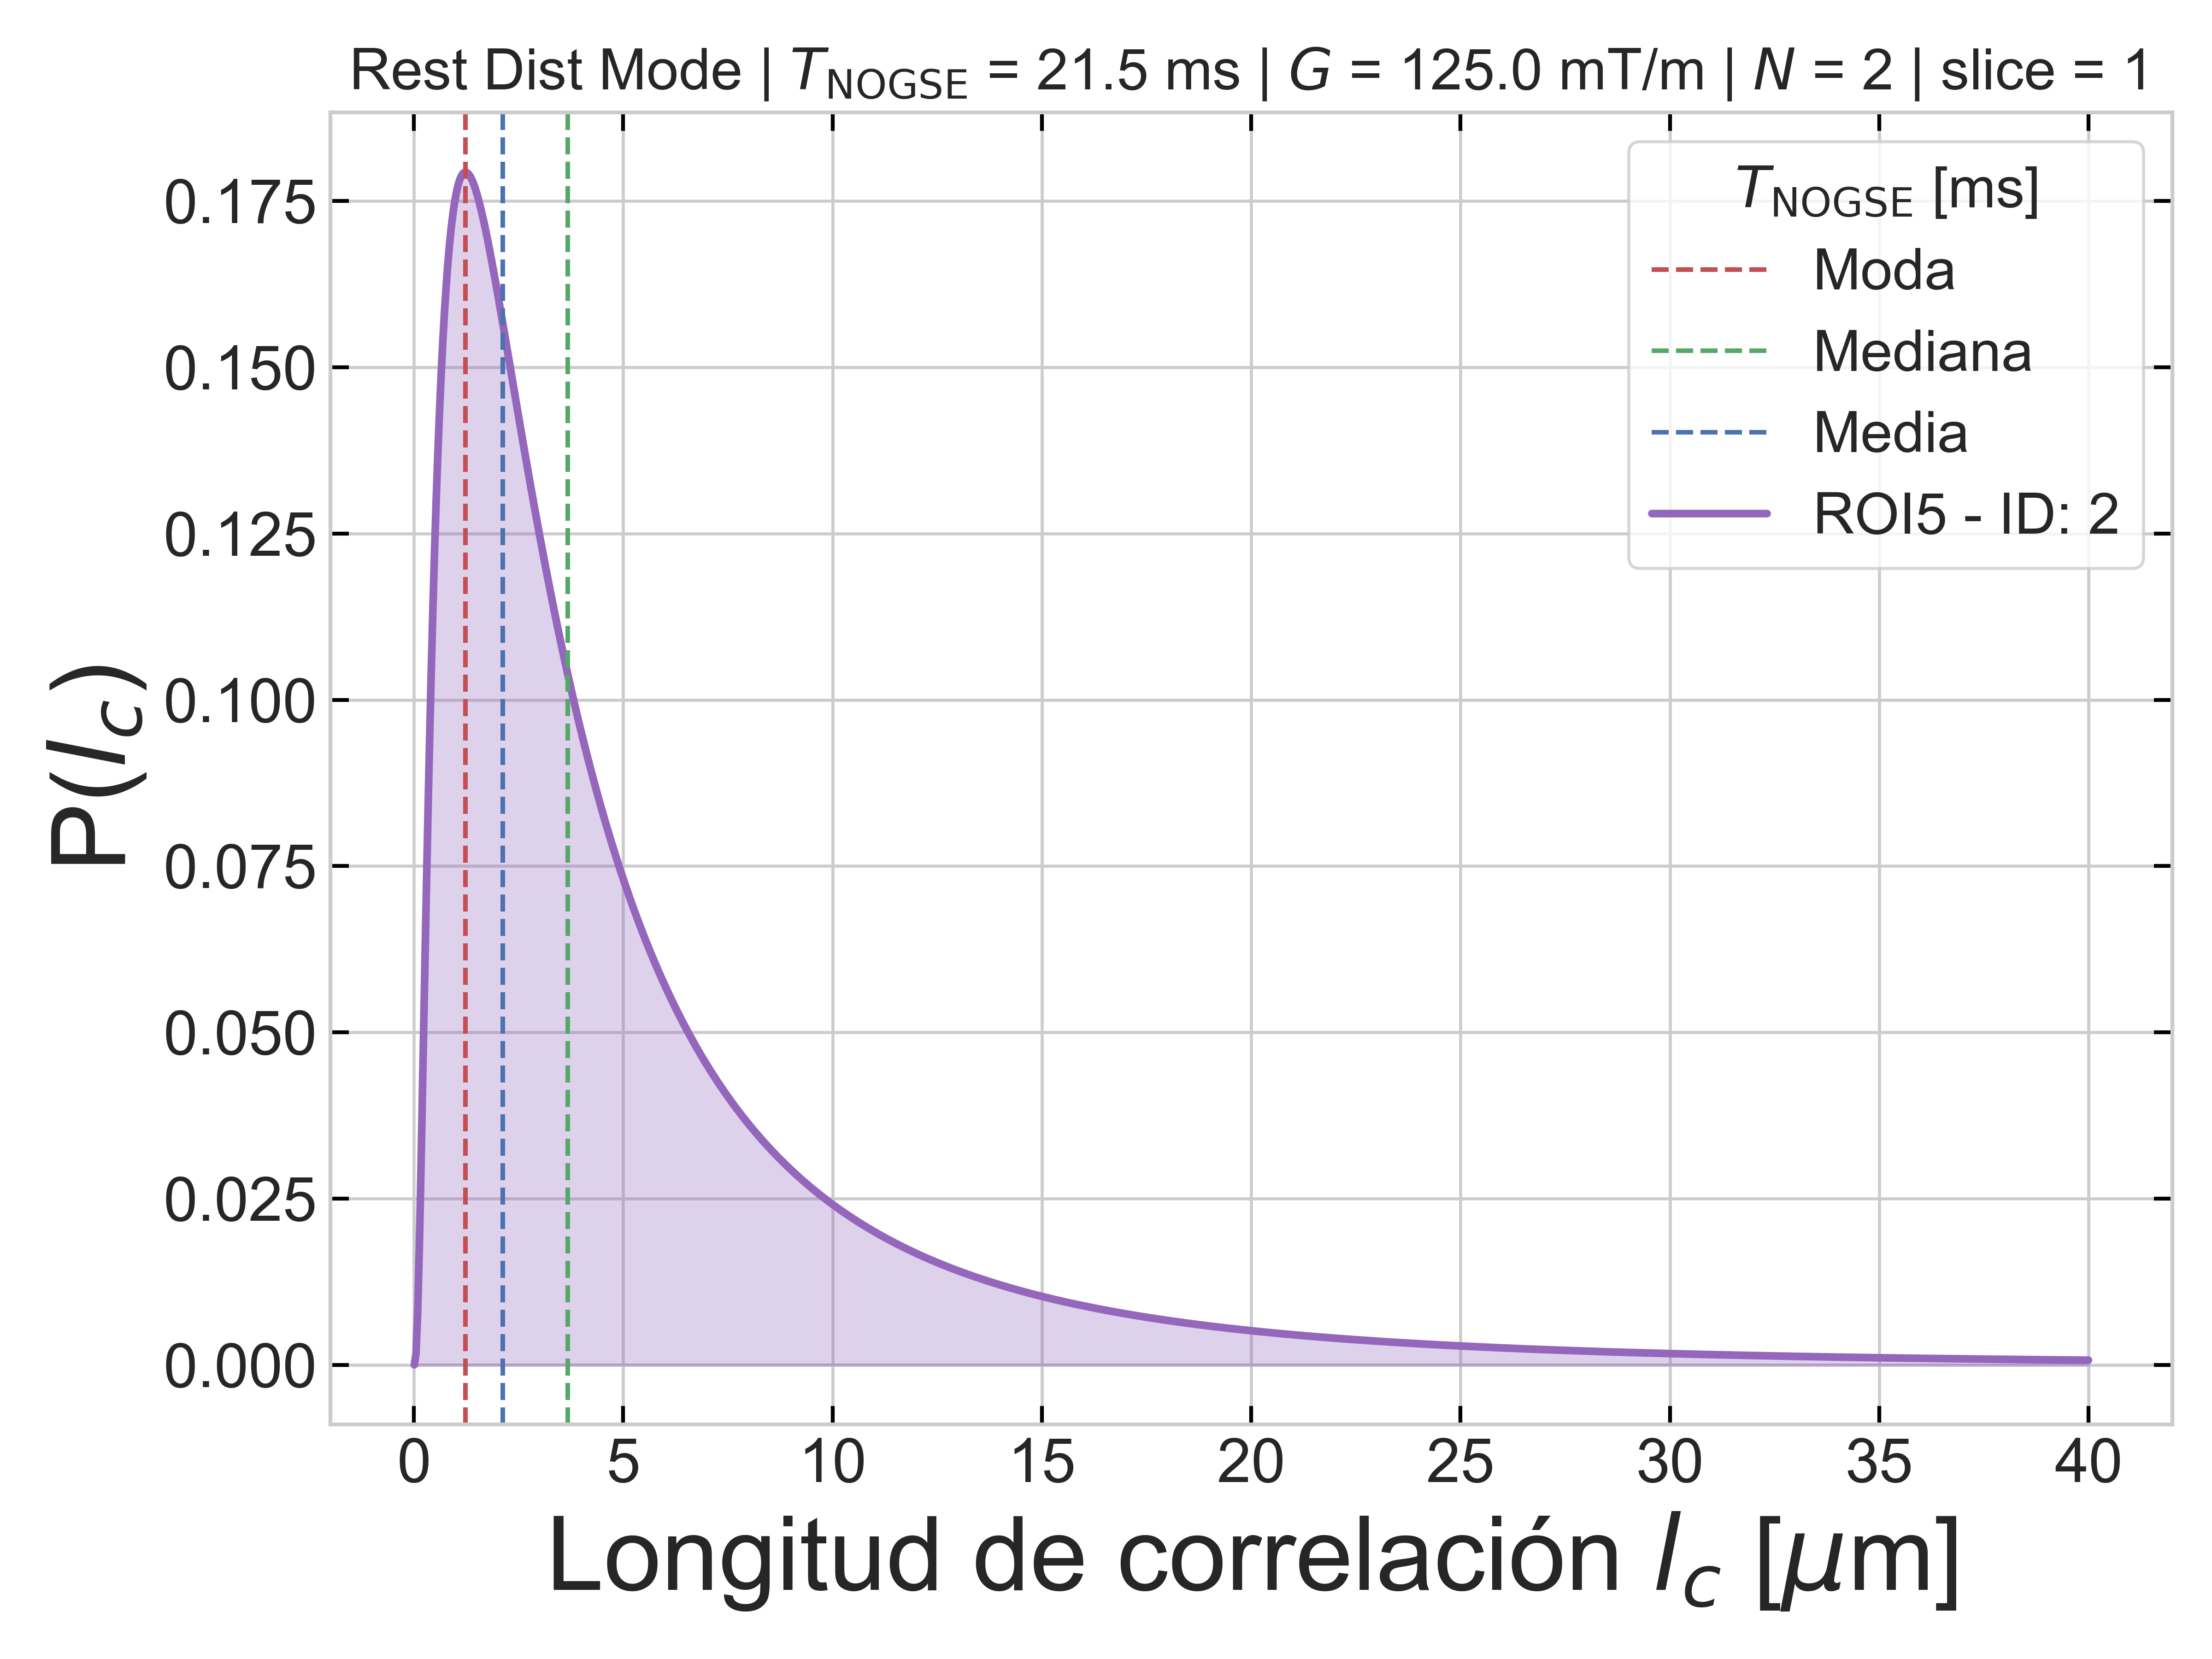 Rest Dist Mode | T_NOGSE = 21.5 ms | G = 125.0 mT/m | N = 2 | slice = 1
T_NOGSE [ms]
Moda
Mediana
Media
ROI5 - ID: 2
P(l_c)
0.175
0.150
0.125
0.100
0.075
0.050
0.025
0.000
0 5 10 15 20 25 30 35 40
Longitud de correlación l_c [μm]